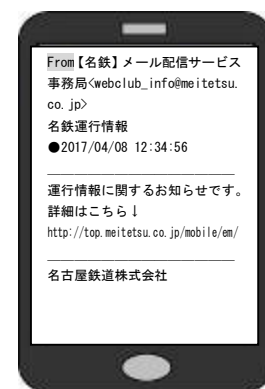 From【名鉄】メール配信サービス
事務局<webclub_info@meitetsu.
co.jp>
名鉄運行情報
●2017/04/08 12:34:56
運行情報に関するお知らせです。
詳細はこちら↓
http://top.meitetsu.co.jp/mobile/em/
名古屋鉄道株式会社